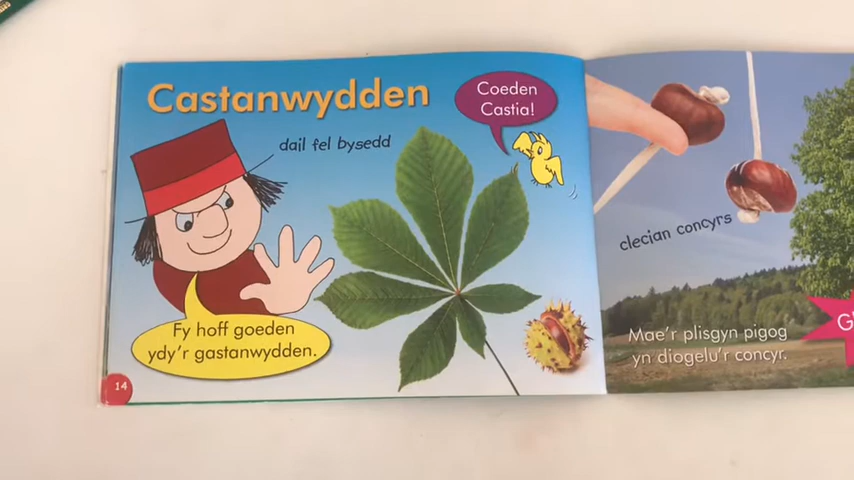 Castanwydden
Coeden
Castia!
dail fel bysedd
Fy hoff goeden
ydy'r gastanwydden.
14
clecian concyrs
Mae'r plisgyn pigog
yn diogelu'r concyr.